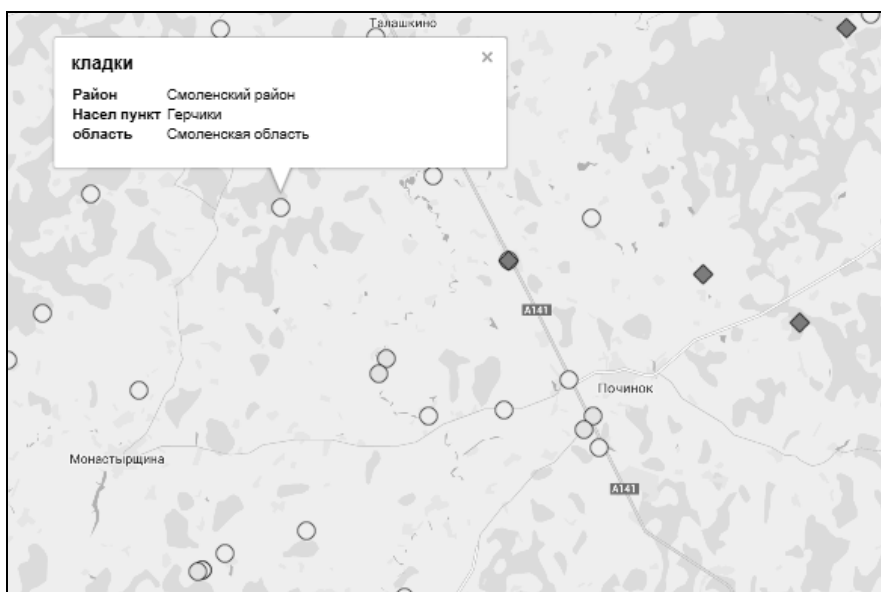 Талашкино
кладки
×
Район Смоленский район
Насел пункт Герчики
область Смоленская область
А141
Починок
Монастырщина
А141